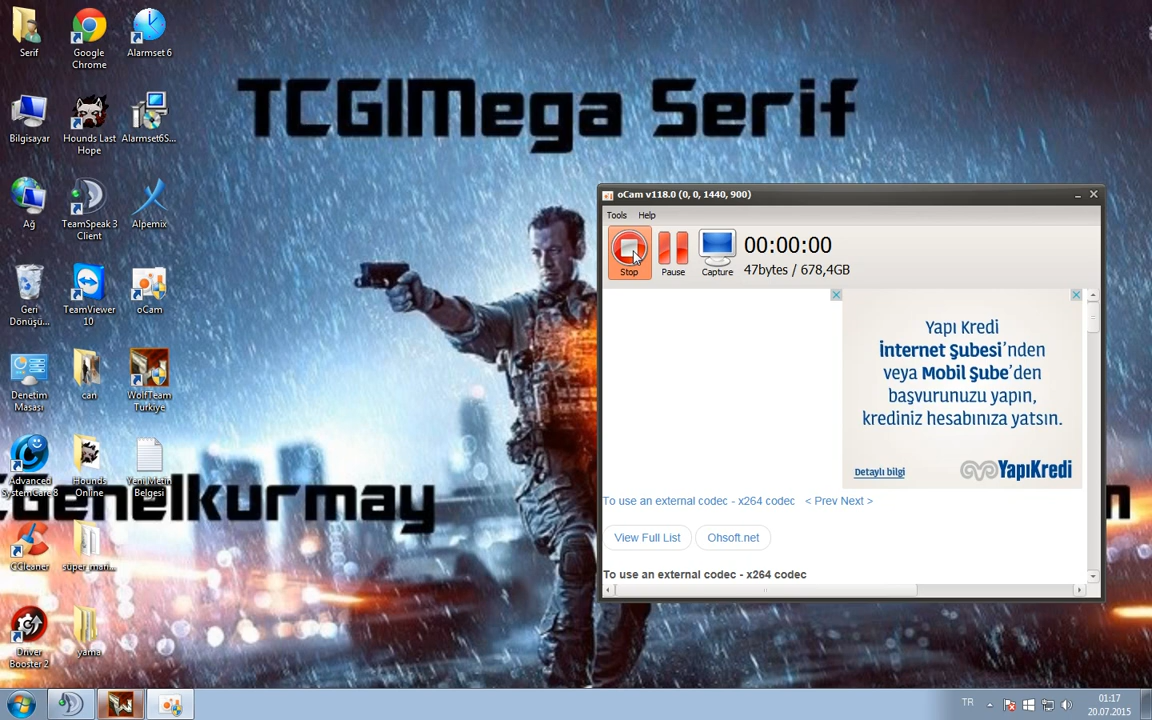 Serif
Google
Chrome
Alarmset 6
TCGIMega Serif
Bilgisayar
Hounds Last
Hope
Alarmset6S...
Ağ
TeamSpeak 3
Client
Alpemix
Geri
Dönüşü...
TeamViewer
10
oCam
Denetim
Masası
can
WolfTeam
Türkiye
Advanced
SystemCare 8
Hounds
Online
Yeni Metin
Belgesi
Genelkurmay
CCleaner
super_mari...
Driver
Booster 2
yama
oCam v118.0 (0, 0, 1440, 900)
Tools Help
Stop Pause Capture
00:00:00
47bytes / 678,4GB
Yapı Kredi
İnternet Şubesi'nden
veya Mobil Şube'den
başvurunuzu yapın,
krediniz hesabınıza yatsın.
Detaylı bilgi YapıKredi
To use an external codec - x264 codec < Prev Next >
View Full List Ohsoft.net
To use an external codec - x264 codec
TR
01:17
20.07.2015